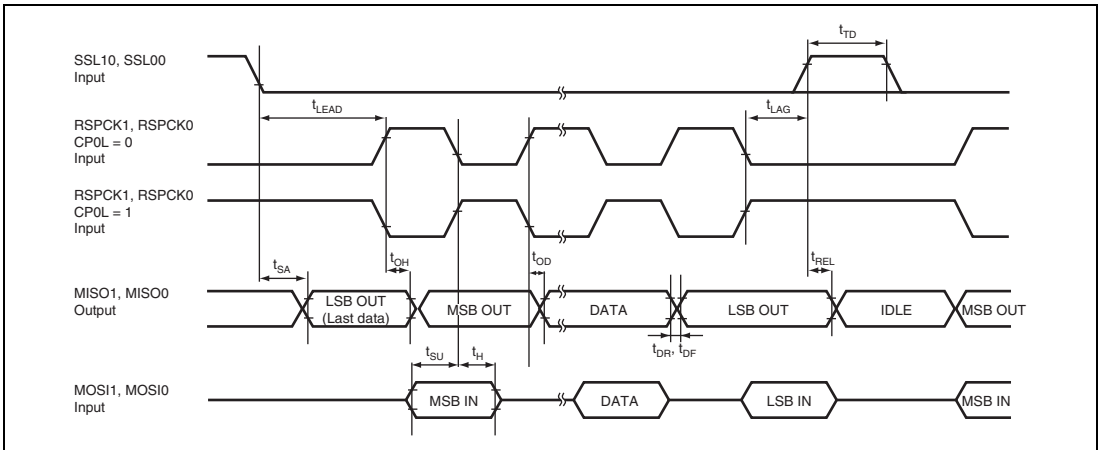 tTD
SSL10, SSL00
Input
tLEAD
tLAG
RSPCK1, RSPCK0
CP0L = 0
Input
RSPCK1, RSPCK0
CP0L = 1
Input
tSA
tOH
tOD
tREL
MISO1, MISO0
Output
LSB OUT
(Last data)
MSB OUT
DATA
LSB OUT
IDLE
MSB OUT
tSU
tH
tDR, tDF
MOSI1, MOSI0
Input
MSB IN
DATA
LSB IN
MSB IN